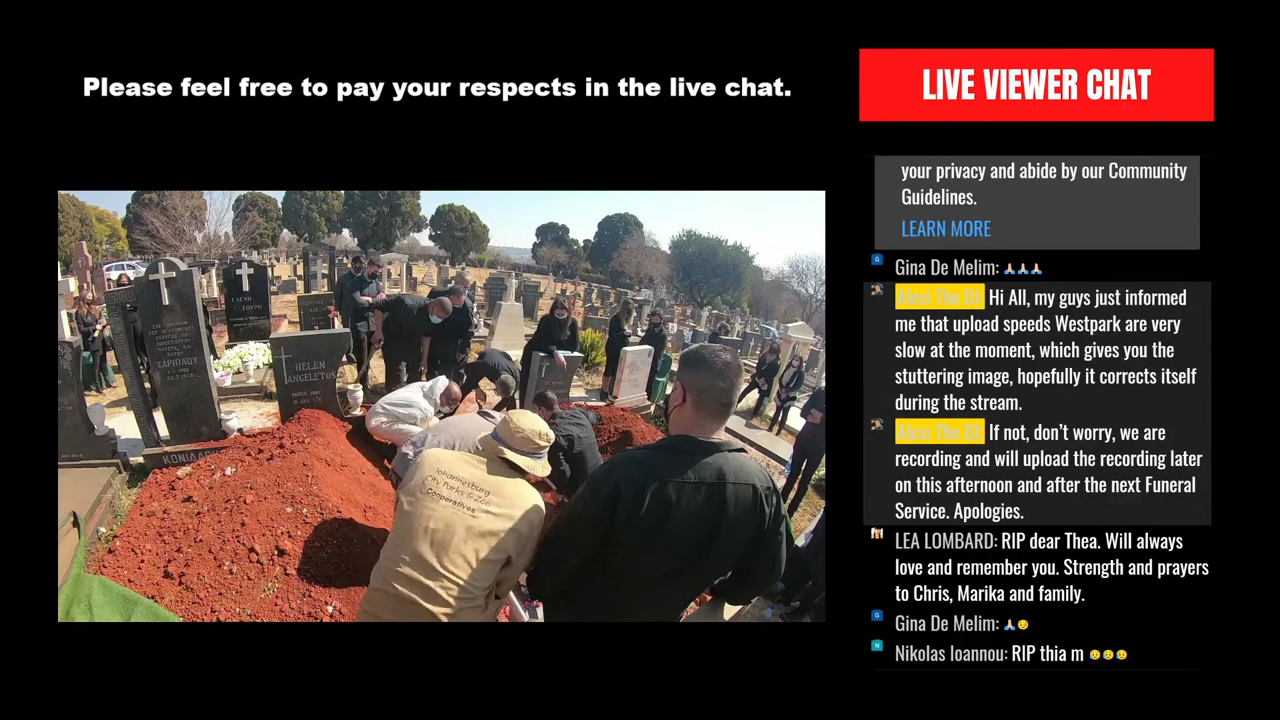 Please feel free to pay your respects in the live chat.
LIVE VIEWER CHAT
your privacy and abide by our Community
Guidelines.
LEARN MORE
Gina De Melim: 🙏🙏🙏
Alexi The DJ Hi All, my guys just informed
me that upload speeds Westpark are very
slow at the moment, which gives you the
stuttering image, hopefully it corrects itself
during the stream.
Alexi The DJ If not, don't worry, we are
recording and will upload the recording later
on this afternoon and after the next Funeral
Service. Apologies.
LEA LOMBARD: RIP dear Thea. Will always
love and remember you. Strength and prayers
to Chris, Marika and family.
Gina De Melim: 🙏😔
Nikolas Ioannou: RIP thia m 😥😥😥
HELEN
ANGELETOS
Johannesburg
City Parks & Zoo
Cooperatives